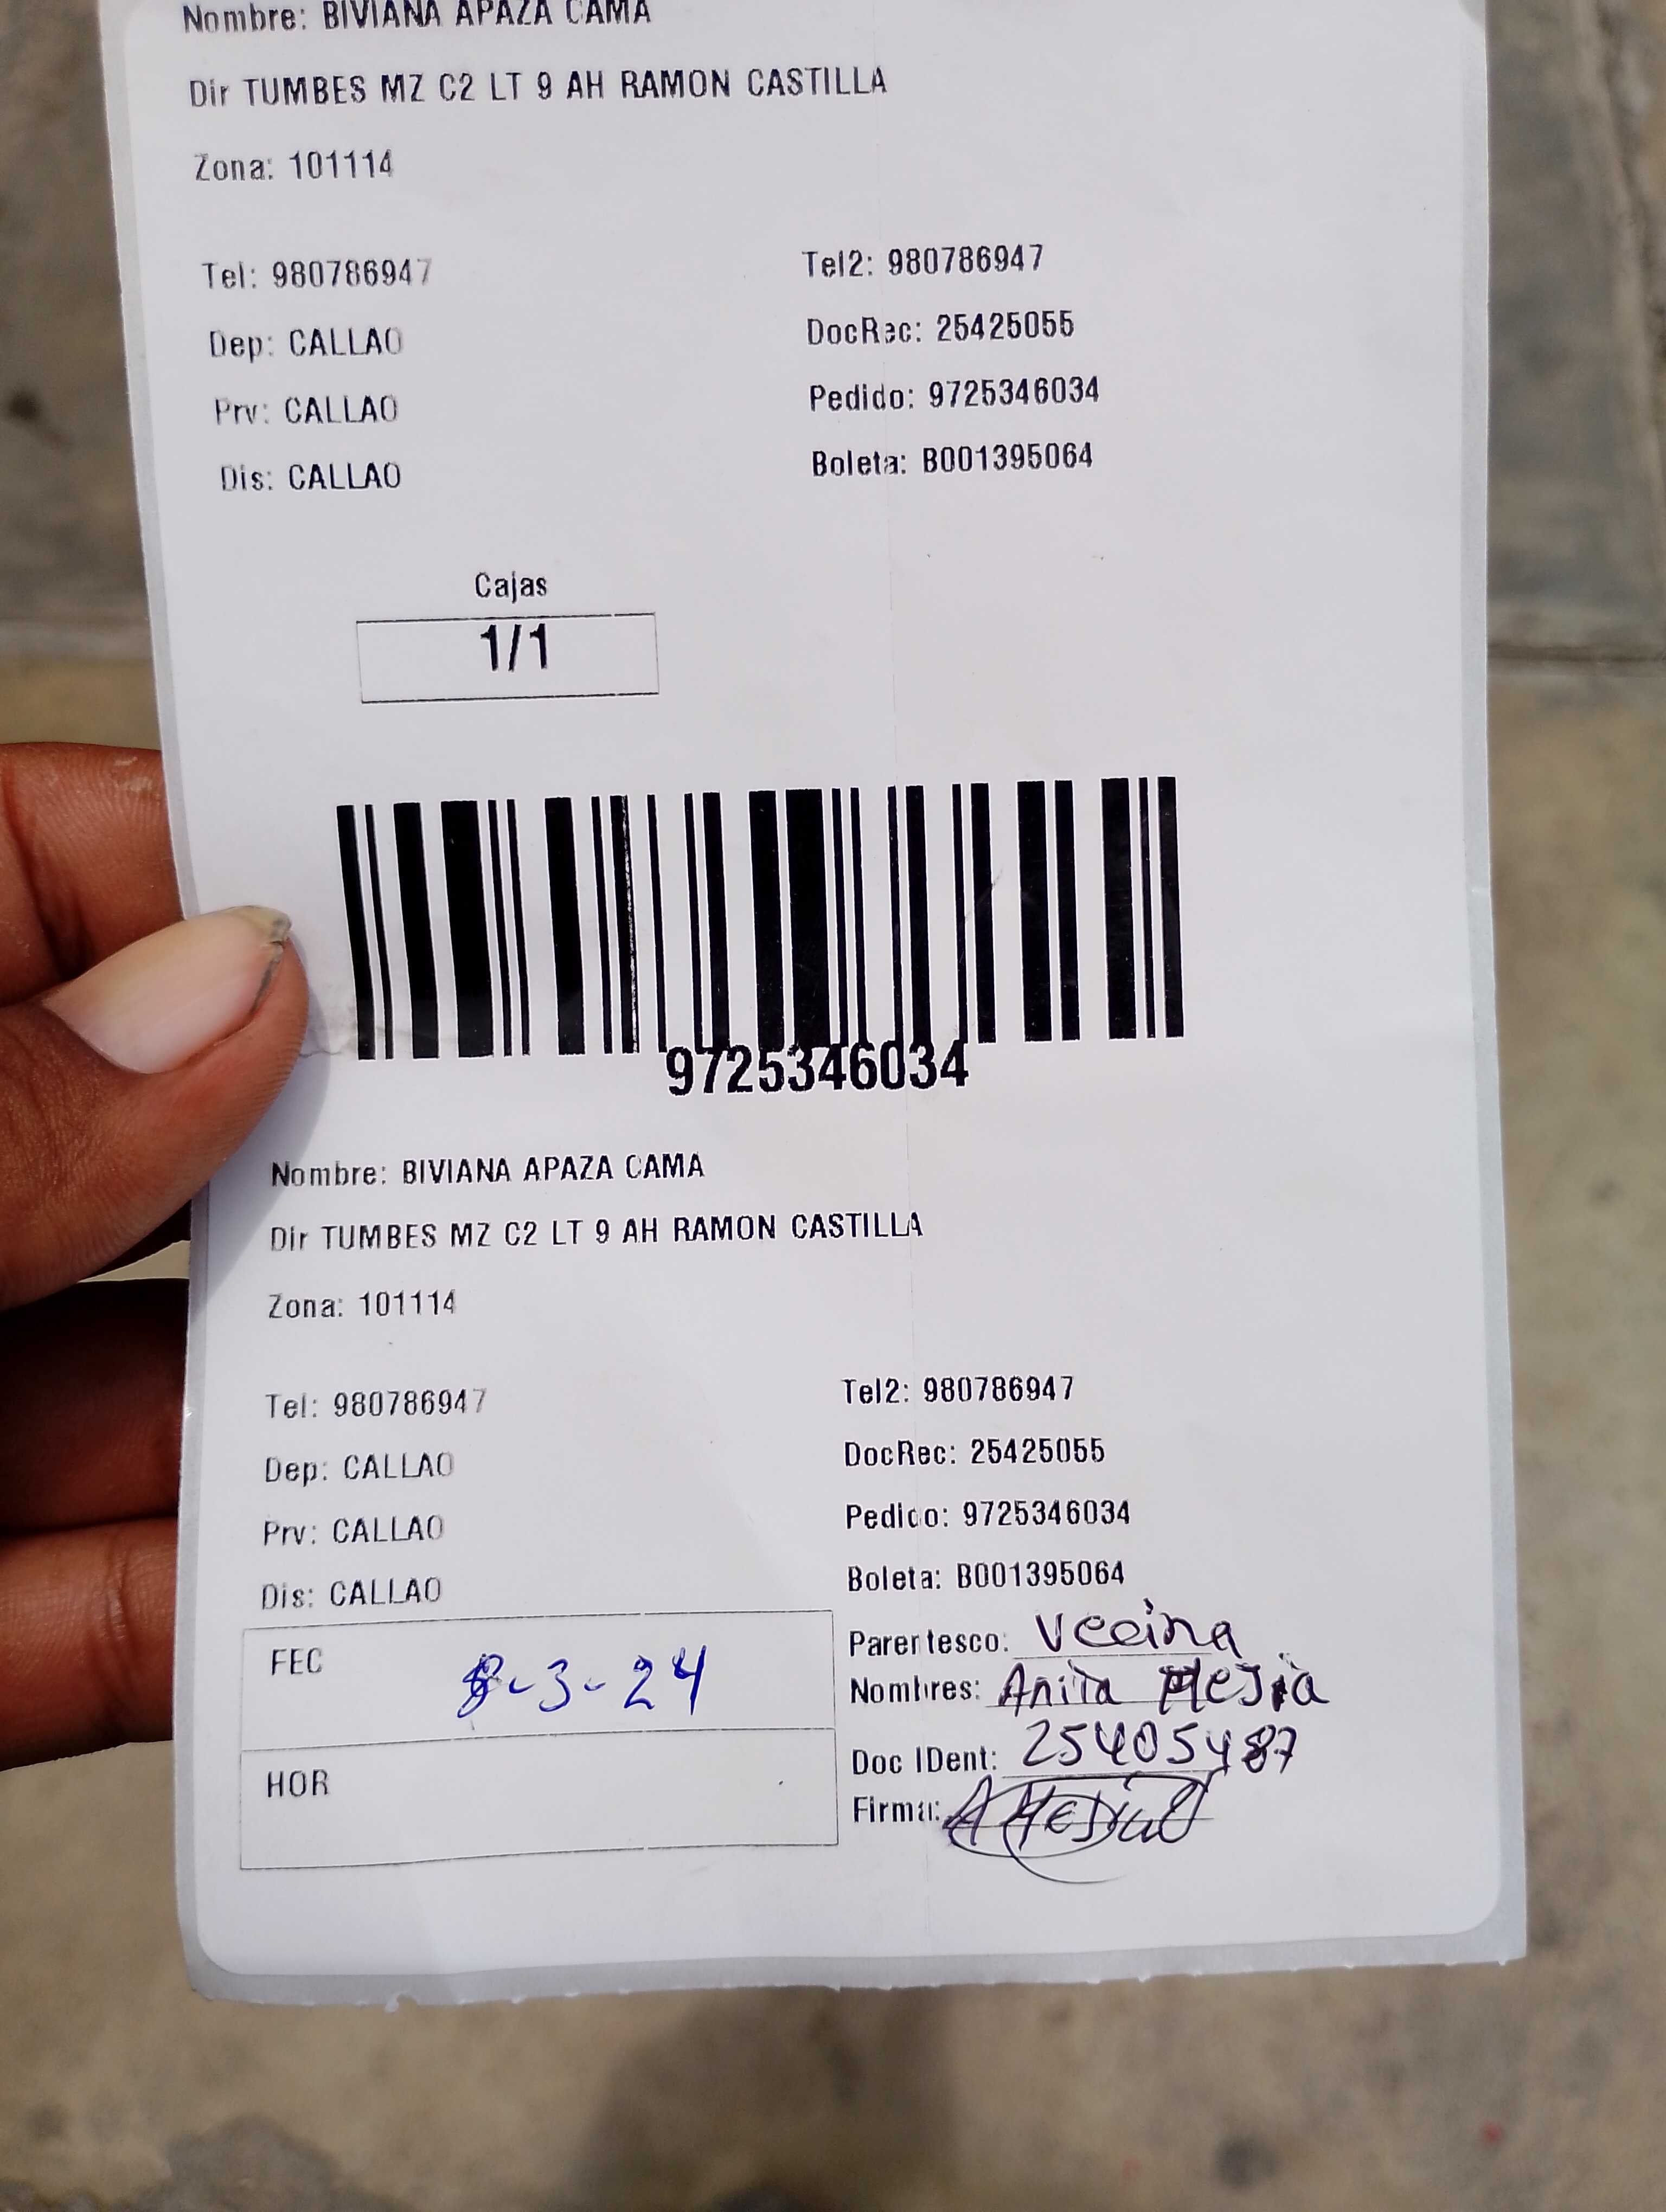 Nombre: BIVIANA APAZA CAMA
Dir TUMBES MZ C2 LT 9 AH RAMON CASTILLA
Zona: 101114
Tel: 980786947 Tel2: 980786947
Dep: CALLAO DocRec: 25425055
Prv: CALLAO Pedido: 9725346034
Dis: CALLAO Boleta: B001395064
Cajas
1/1
9725346034
Nombre: BIVIANA APAZA CAMA
Dir TUMBES MZ C2 LT 9 AH RAMON CASTILLA
Zona: 101114
Tel: 980786947 Tel2: 980786947
Dep: CALLAO DocRec: 25425055
Prv: CALLAO Pedido: 9725346034
Dis: CALLAO Boleta: B001395064
FEC 8-3-24
Parentesco: Vecina
Nombres: Anita MeJia
HOR
Doc IDent: 25405487
Firma: AMeJia